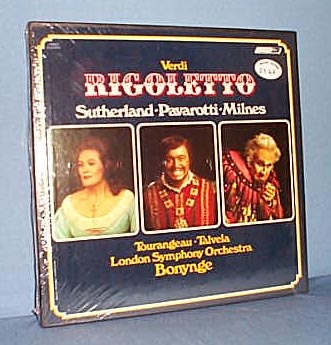 Verdi
RIGOLETTO
Sutherland·Pavarotti·Milnes
Tourangeau·Talvela
London Symphony Orchestra
Bonynge